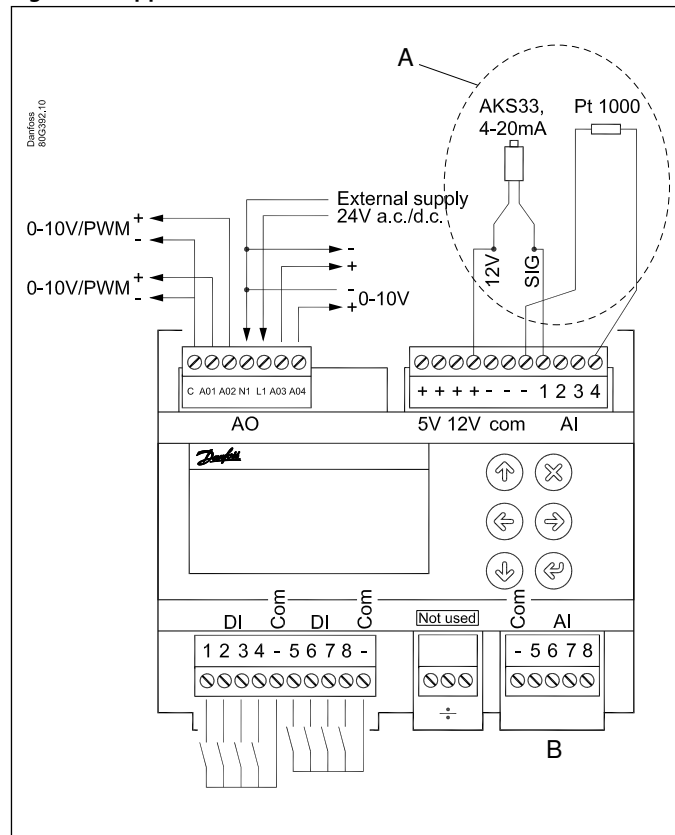 A
AKS33,
4-20mA
Pt 1000
Danfoss
80G392.10
External supply
24V a.c./d.c.
0-10V/PWM + -
- +
0-10V/PWM + -
- + 0-10V
12V SIG
C A01 A02 N1 L1 A03 A04
+ + + + - - - 1 2 3 4
AO
5V 12V com AI
Danfoss
DI Com DI Com
Not used
Com AI
1 2 3 4 - 5 6 7 8 -
- 5 6 7 8
÷
B